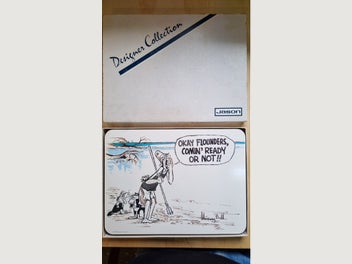 Designer Collection
JASON
OKAY FLOUNDERS,
COMIN' READY
OR NOT!!